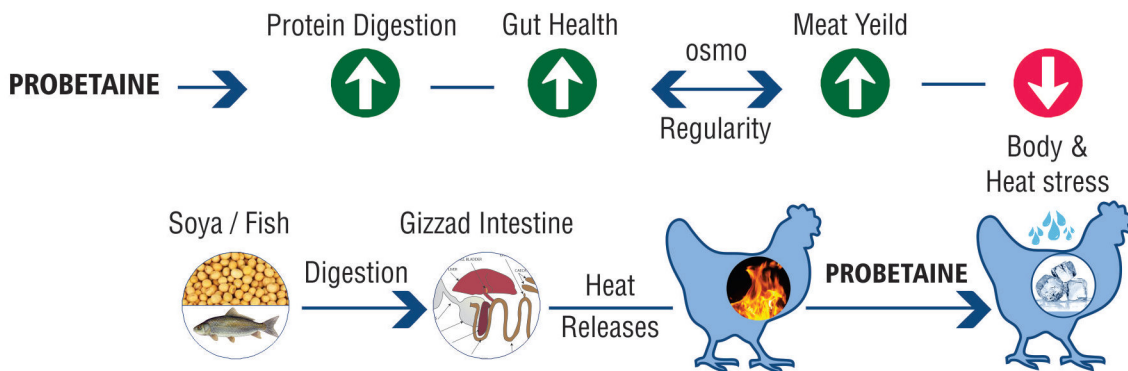 Protein Digestion
Gut Health
Meat Yeild
PROBETAINE
osmo
Regularity
Body &
Heat stress
Soya / Fish
Gizzad Intestine
Digestion
Heat
Releases
PROBETAINE